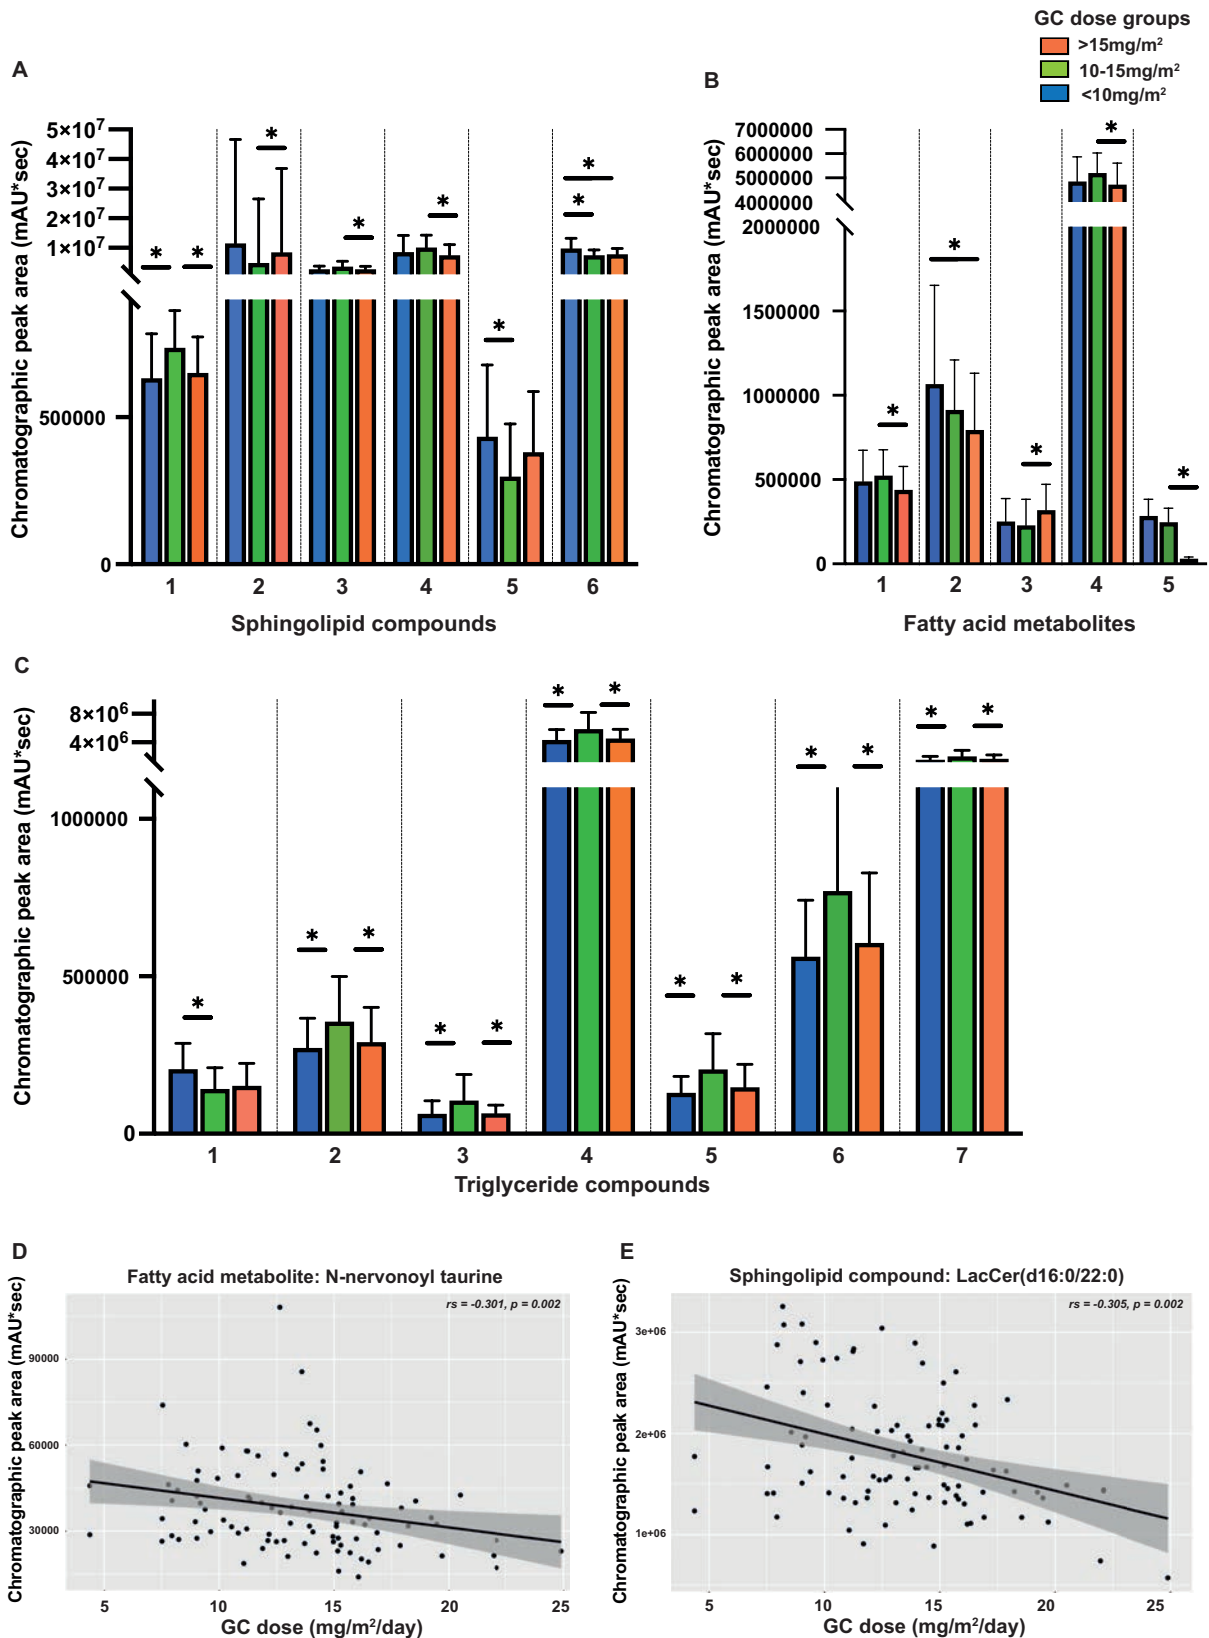 GC dose groups
>15mg/m²
10-15mg/m²
<10mg/m²
A
Chromatographic peak area (mAU*sec)
5×10⁷
4×10⁷
3×10⁷
2×10⁷
1×10⁷
500000
0
* * * * * * * *
1 2 3 4 5 6
Sphingolipid compounds
B
Chromatographic peak area (mAU*sec)
7000000
6000000
5000000
4000000
2000000
1500000
1000000
500000
0
* * * * *
1 2 3 4 5
Fatty acid metabolites
C
Chromatographic peak area (mAU*sec)
8×10⁶
4×10⁶
1000000
500000
0
* * * * * * * * * * * * *
1 2 3 4 5 6 7
Triglyceride compounds
D
Fatty acid metabolite: N-nervonoyl taurine
rs = -0.301, p = 0.002
Chromatographic peak area (mAU*sec)
90000
60000
30000
5 10 15 20 25
GC dose (mg/m²/day)
E
Sphingolipid compound: LacCer(d16:0/22:0)
rs = -0.305, p = 0.002
Chromatographic peak area (mAU*sec)
3e+06
2e+06
1e+06
5 10 15 20 25
GC dose (mg/m²/day)